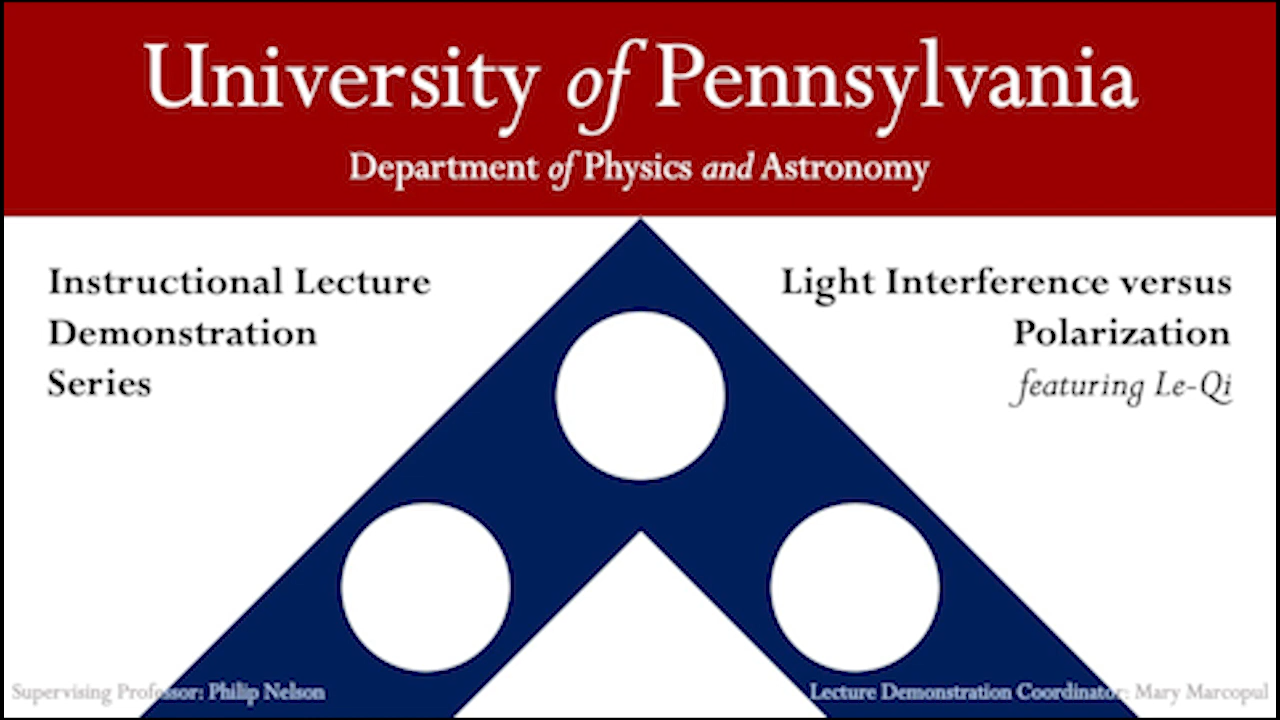 University of Pennsylvania
Department of Physics and Astronomy
Instructional Lecture
Demonstration
Series
Light Interference versus
Polarization
featuring Le-Qi
Supervising Professor: Philip Nelson
Lecture Demonstration Coordinator: Mary Marcopul